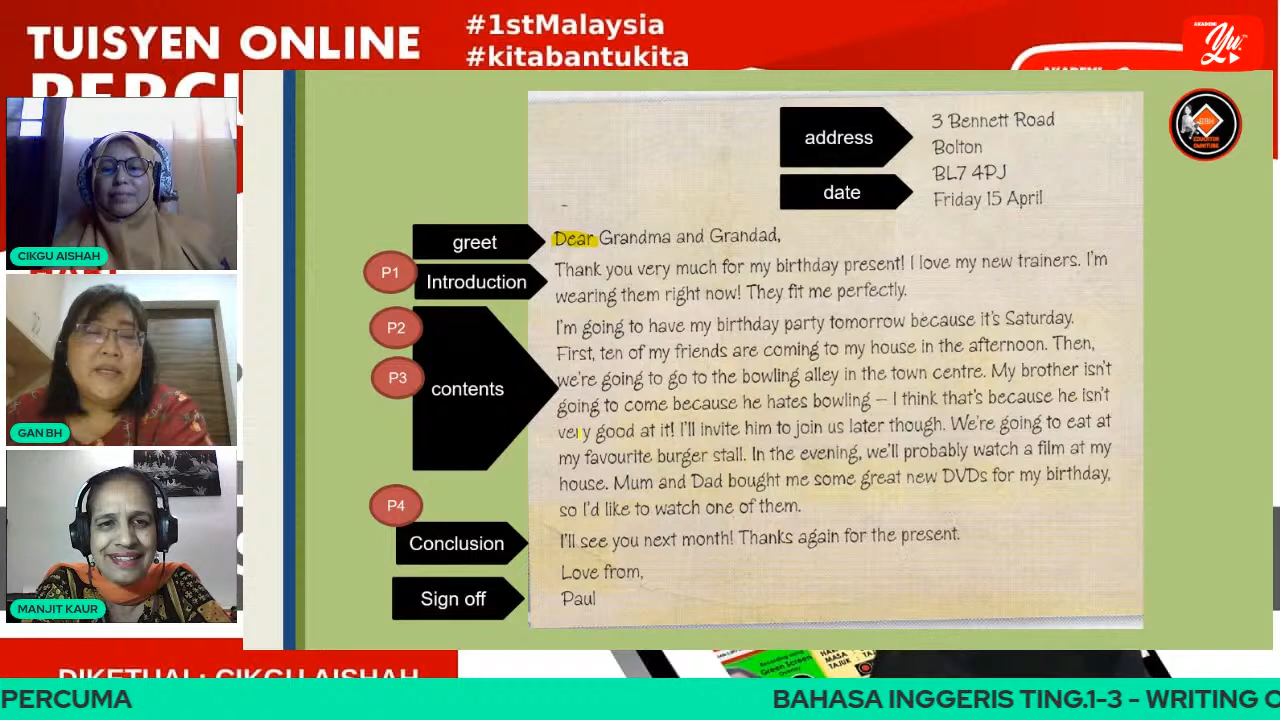 TUISYEN ONLINE
#1stMalaysia
#kitabantukita
AKADEMI
Yu
CIKGU AISHAH
GAN BH
MANJIT KAUR
address
date
3 Bennett Road
Bolton
BL7 4PJ
Friday 15 April
greet
Dear Grandma and Grandad,
P1
Introduction
Thank you very much for my birthday present! I love my new trainers. I'm
wearing them right now! They fit me perfectly.
P2
P3
contents
I'm going to have my birthday party tomorrow because it's Saturday.
First, ten of my friends are coming to my house in the afternoon. Then,
we're going to go to the bowling alley in the town centre. My brother isn't
going to come because he hates bowling – I think that's because he isn't
very good at it! I'll invite him to join us later though. We're going to eat at
my favourite burger stall. In the evening, we'll probably watch a film at my
house. Mum and Dad bought me some great new DVDs for my birthday,
so I'd like to watch one of them.
P4
Conclusion
I'll see you next month! Thanks again for the present.
Sign off
Love from,
Paul
Green Screen
MASA
TAJUK
PERCUMA
BAHASA INGGERIS TING.1-3 - WRITING